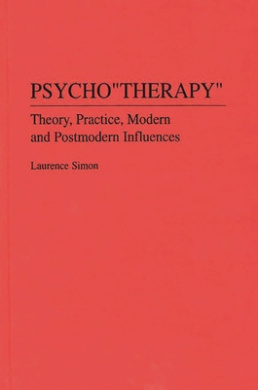 PSYCHO"THERAPY"
Theory, Practice, Modern
and Postmodern Influences
Laurence Simon